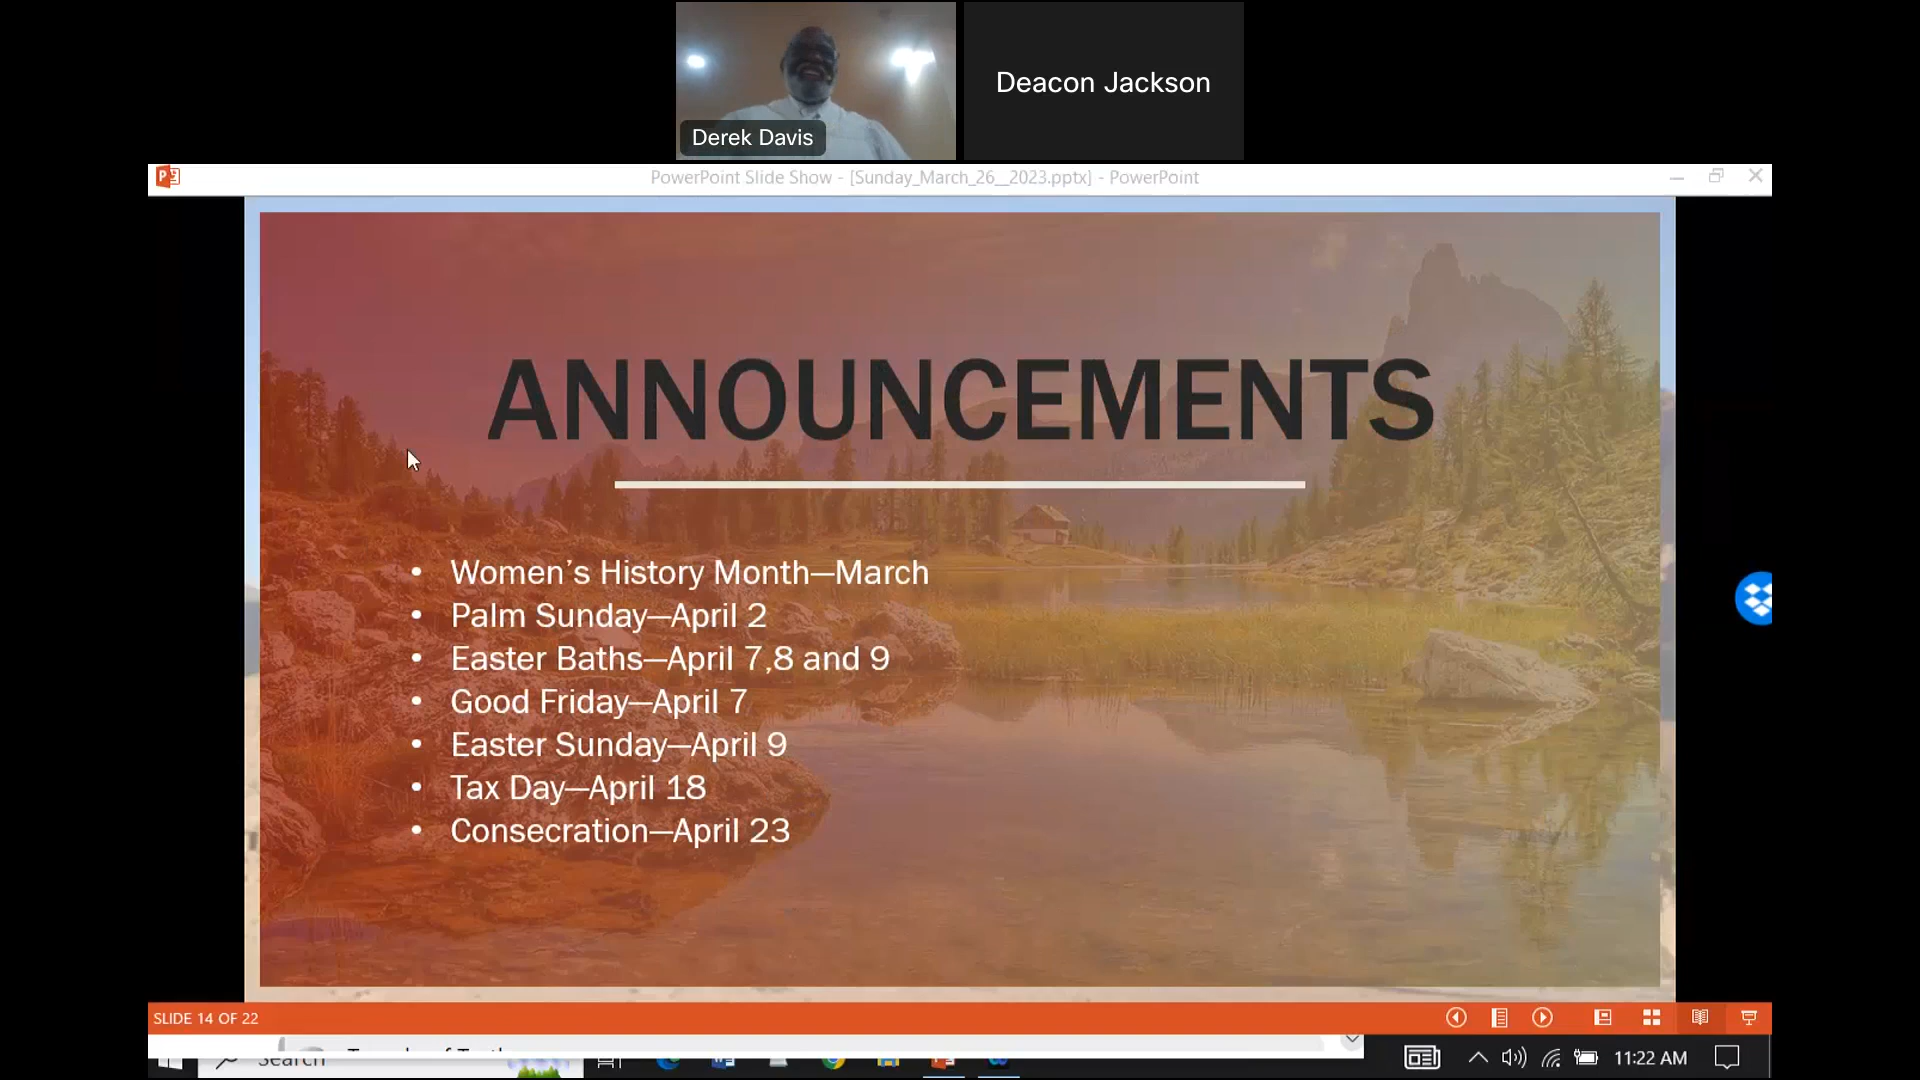 Derek Davis
Deacon Jackson
PowerPoint Slide Show - [Sunday_March_26__2023.pptx] - PowerPoint
ANNOUNCEMENTS
• Women's History Month—March
• Palm Sunday—April 2
• Easter Baths—April 7,8 and 9
• Good Friday—April 7
• Easter Sunday—April 9
• Tax Day—April 18
• Consecration—April 23
SLIDE 14 OF 22
Search
11:22 AM